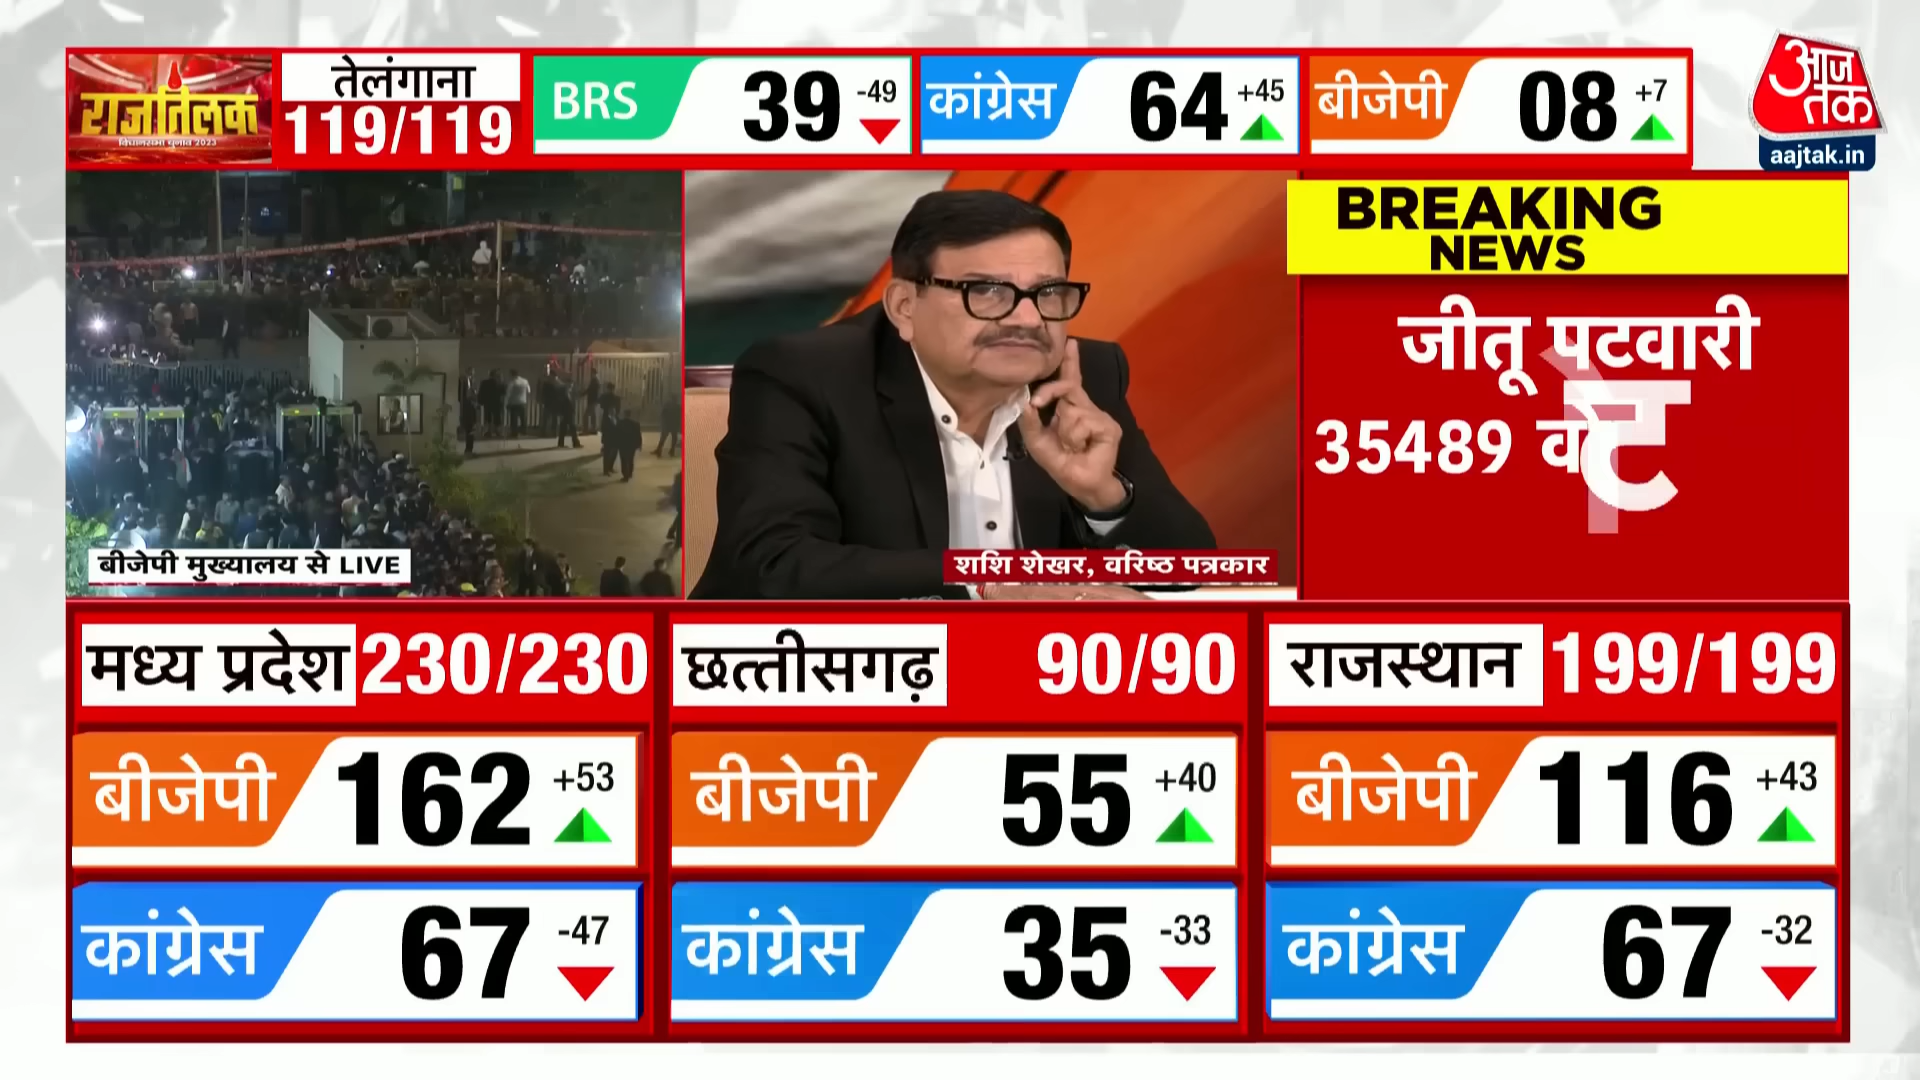 राजतिलक
विधानसभा चुनाव 2023
तेलंगाना
119/119
BRS 39 -49
कांग्रेस 64 +45
बीजेपी 08 +7
आज तक
aajtak.in
बीजेपी मुख्यालय से LIVE
शशि शेखर, वरिष्ठ पत्रकार
BREAKING
NEWS
जीतू पटवारी
35489
मध्य प्रदेश 230/230
बीजेपी 162 +53
कांग्रेस 67 -47
छत्तीसगढ़ 90/90
बीजेपी 55 +40
कांग्रेस 35 -33
राजस्थान 199/199
बीजेपी 116 +43
कांग्रेस 67 -32